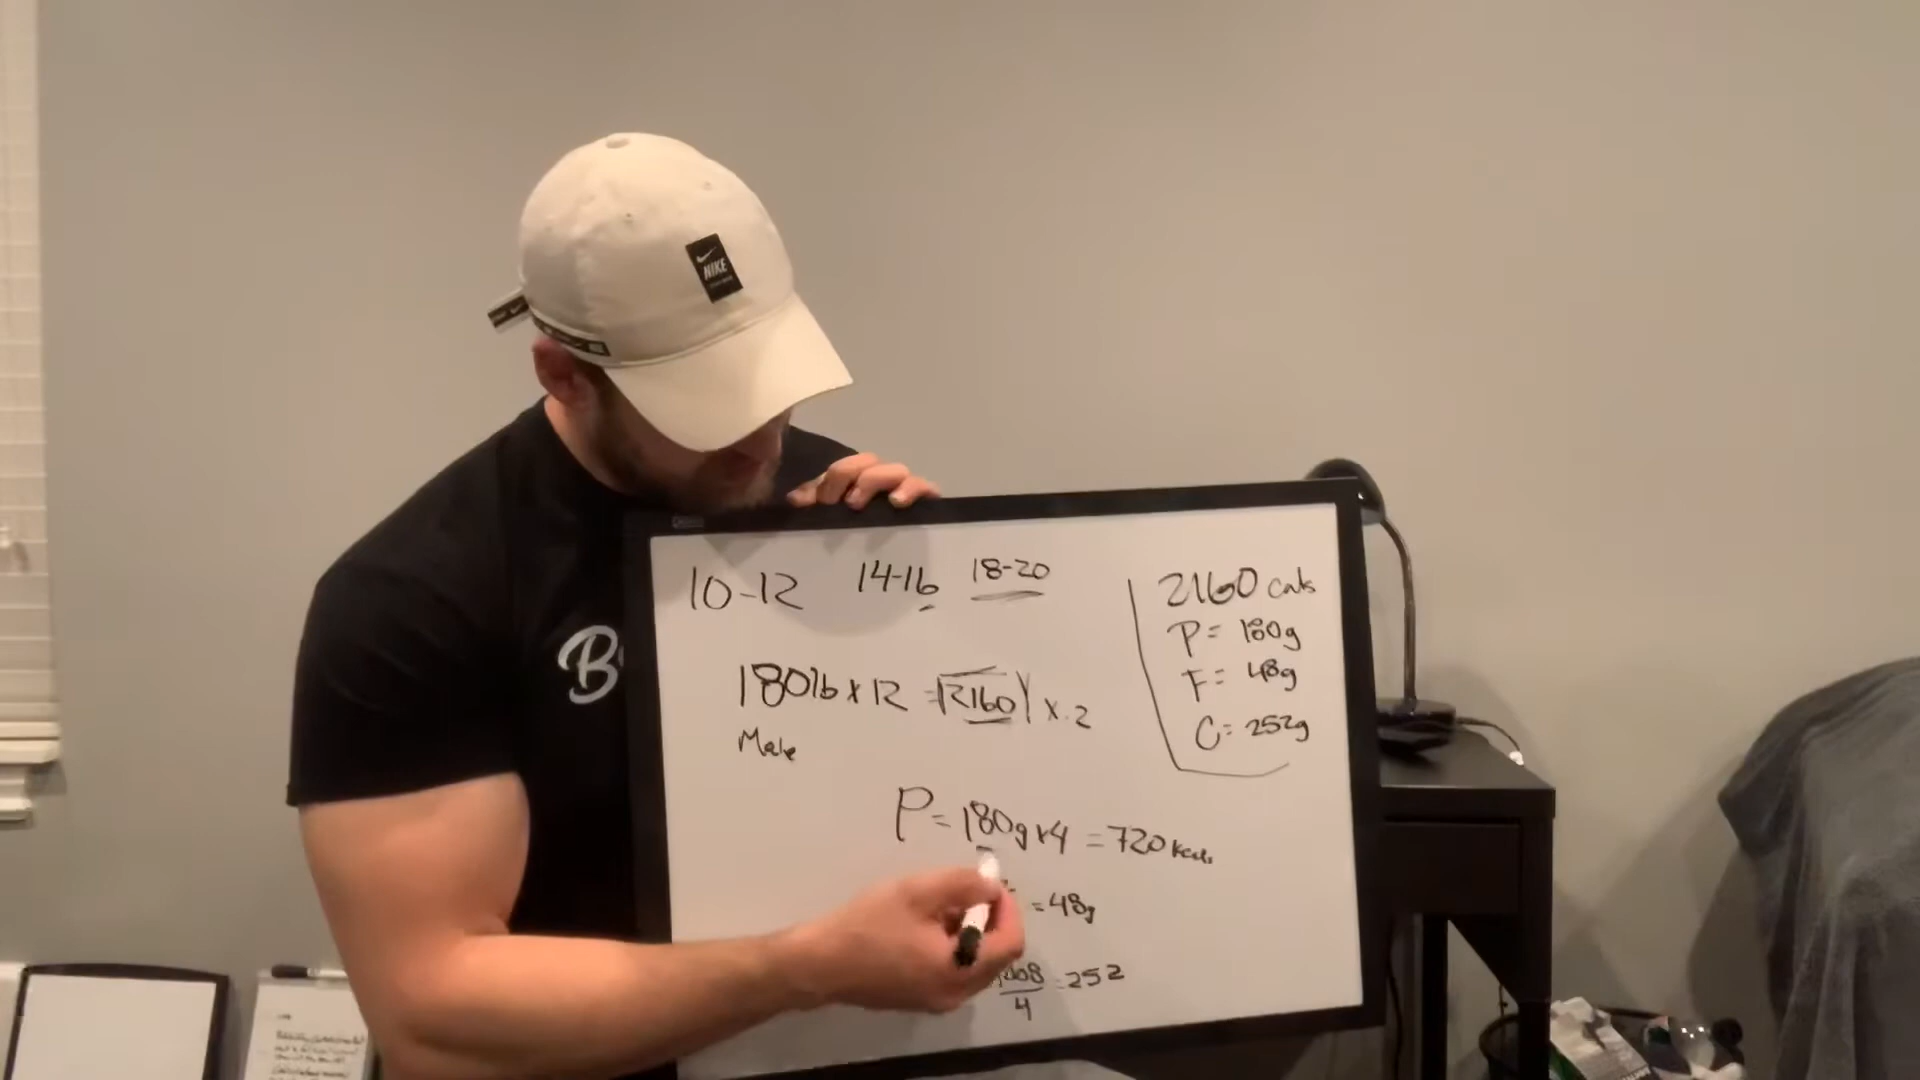 NIKE
B
10-12 14-16 18-20
180lb x 12 = 2160 x .2
Male
2160 cals
P = 180g
F = 48g
C = 252g
P = 180g x 4 = 720 kcals
= 48g
= 252
4